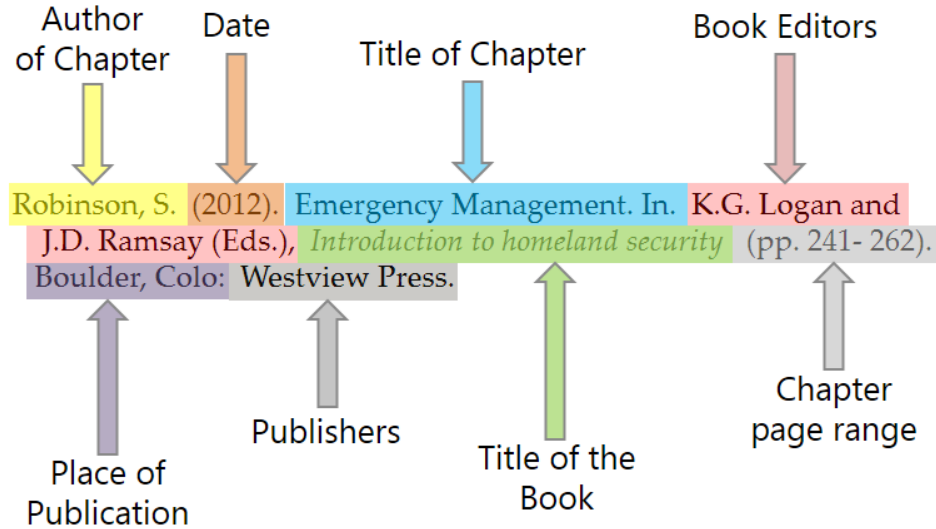 Author
of Chapter
Date
Title of Chapter
Book Editors
Robinson, S. (2012). Emergency Management. In. K.G. Logan and
J.D. Ramsay (Eds.), Introduction to homeland security (pp. 241- 262).
Boulder, Colo: Westview Press.
Place of
Publication
Publishers
Title of the
Book
Chapter
page range